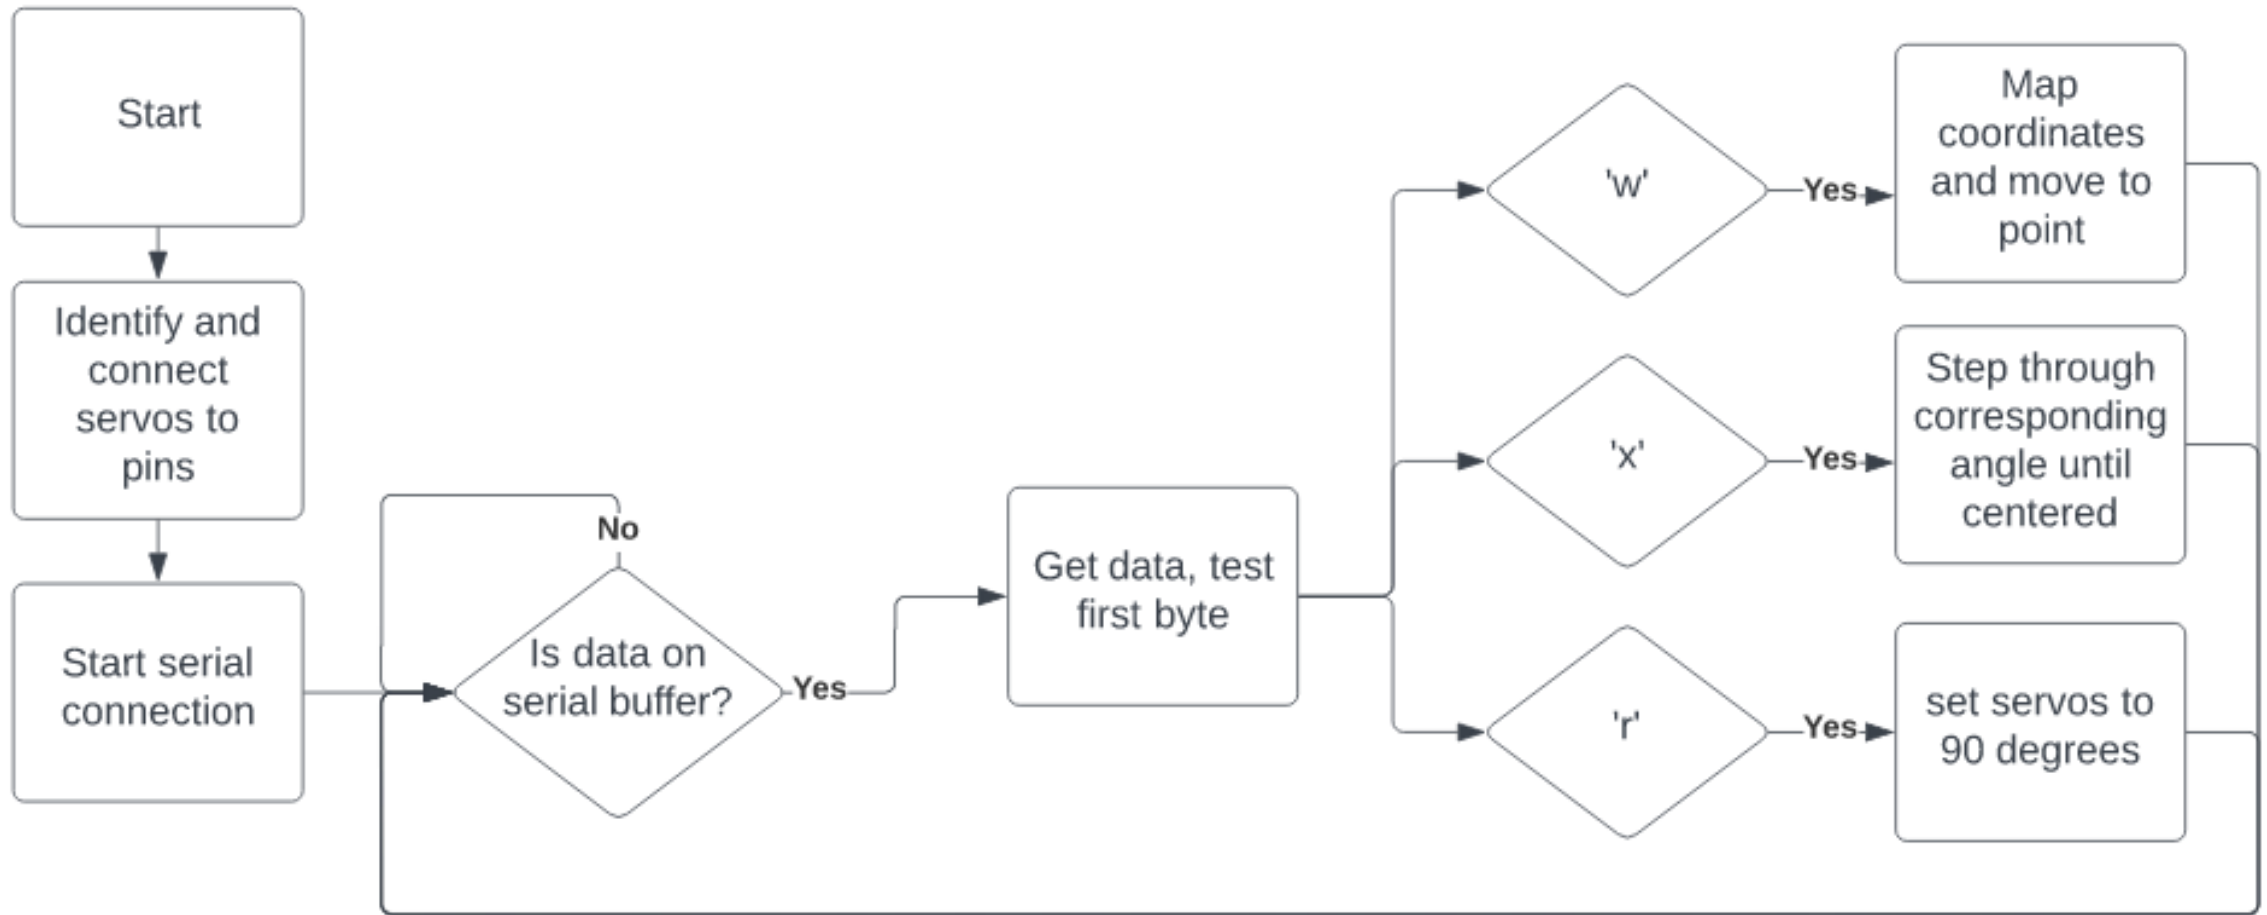 Start
Identify and
connect
servos to
pins
Start serial
connection
No
Is data on
serial buffer?
Yes
Get data, test
first byte
'w'
Yes
Map
coordinates
and move to
point
'x'
Yes
Step through
corresponding
angle until
centered
'r'
Yes
set servos to
90 degrees